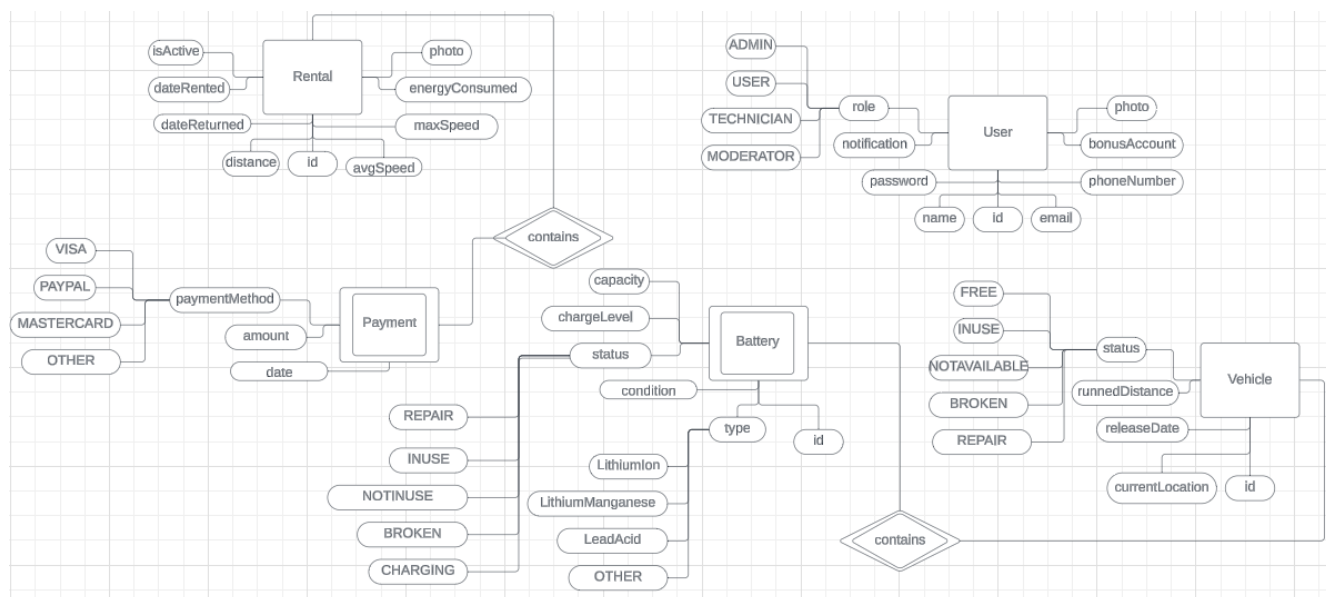 isActive
Rental
photo
dateRented
energyConsumed
dateReturned
maxSpeed
distance
id
avgSpeed
ADMIN
USER
role
TECHNICIAN
notification
MODERATOR
User
photo
bonusAccount
password
phoneNumber
name
id
email
contains
VISA
PAYPAL
paymentMethod
MASTERCARD
OTHER
Payment
amount
date
capacity
chargeLevel
Battery
status
condition
REPAIR
type
id
INUSE
LithiumIon
NOTINUSE
LithiumManganese
BROKEN
LeadAcid
CHARGING
OTHER
contains
FREE
INUSE
status
NOTAVAILABLE
Vehicle
runnedDistance
BROKEN
releaseDate
REPAIR
currentLocation
id